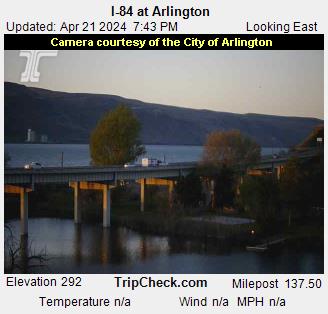 I-84 at Arlington
Updated: Apr 21 2024 7:43 PM Looking East
Camera courtesy of the City of Arlington
Elevation 292 TripCheck.com Milepost 137.50
Temperature n/a Wind n/a MPH n/a